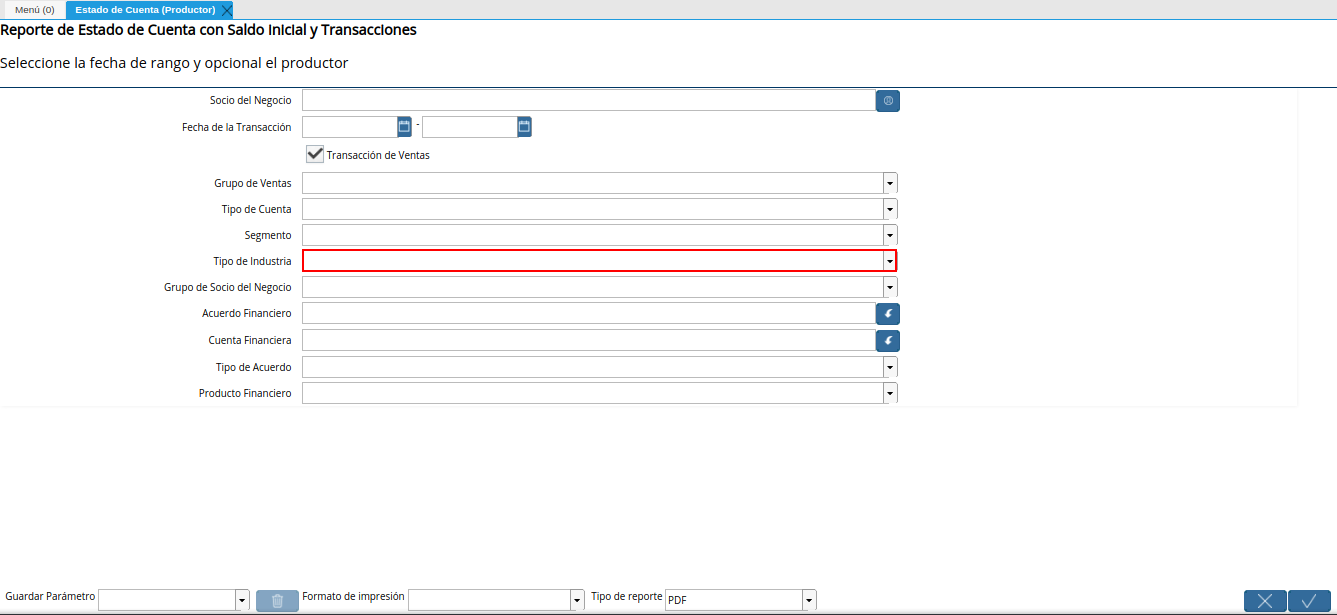 Menú (0) Estado de Cuenta (Productor)
Reporte de Estado de Cuenta con Saldo Inicial y Transacciones
Seleccione la fecha de rango y opcional el productor
Socio del Negocio
Fecha de la Transacción -
Transacción de Ventas
Grupo de Ventas
Tipo de Cuenta
Segmento
Tipo de Industria
Grupo de Socio del Negocio
Acuerdo Financiero
Cuenta Financiera
Tipo de Acuerdo
Producto Financiero
Guardar Parámetro Formato de impresión Tipo de reporte PDF